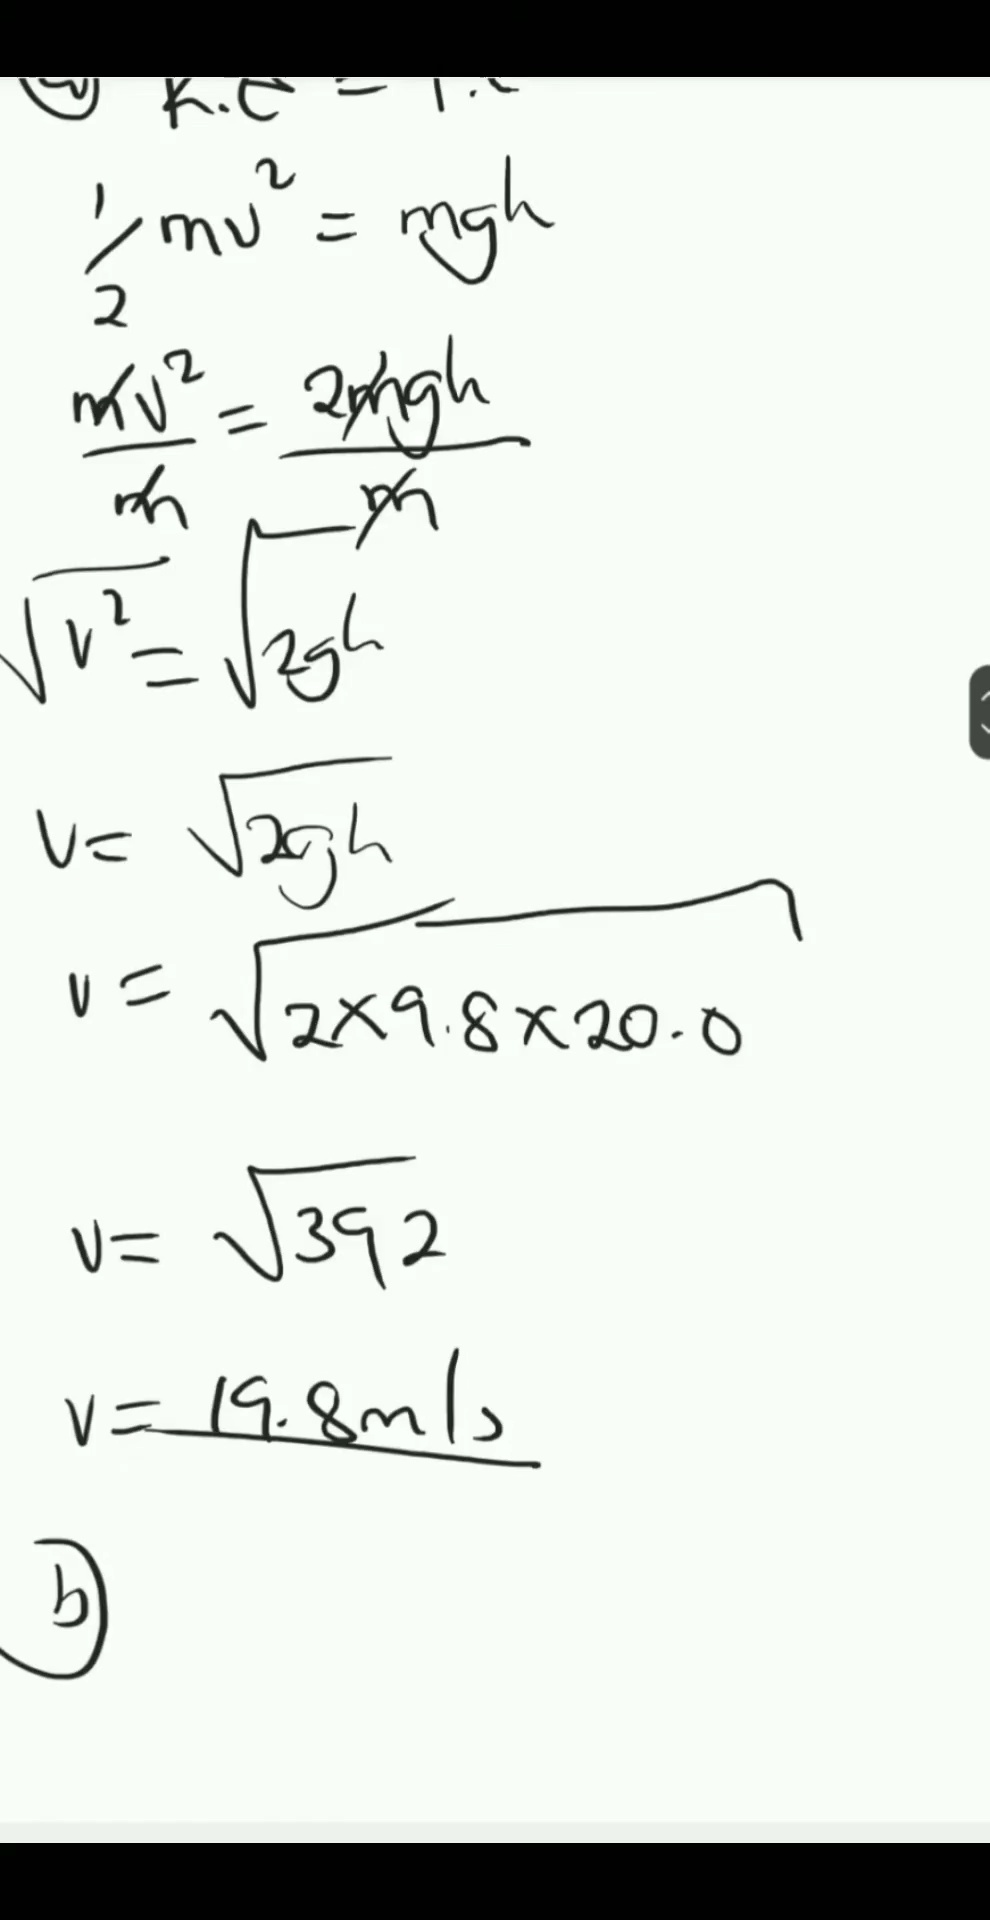 K.E = P.E
1/2 mv² = mgh
mv²/m = 2mgh/m
√v² = √2gh
V = √2gh
v = √2×9.8×20.0
v = √392
v = 19.8m/s
b